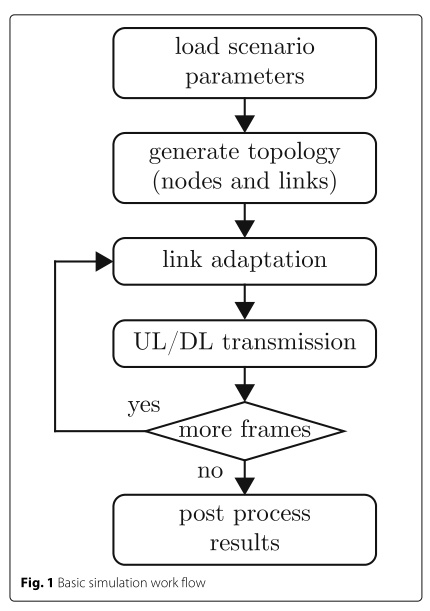 load scenario
parameters
generate topology
(nodes and links)
link adaptation
UL/DL transmission
yes
more frames
no
post process
results
Fig. 1 Basic simulation work flow